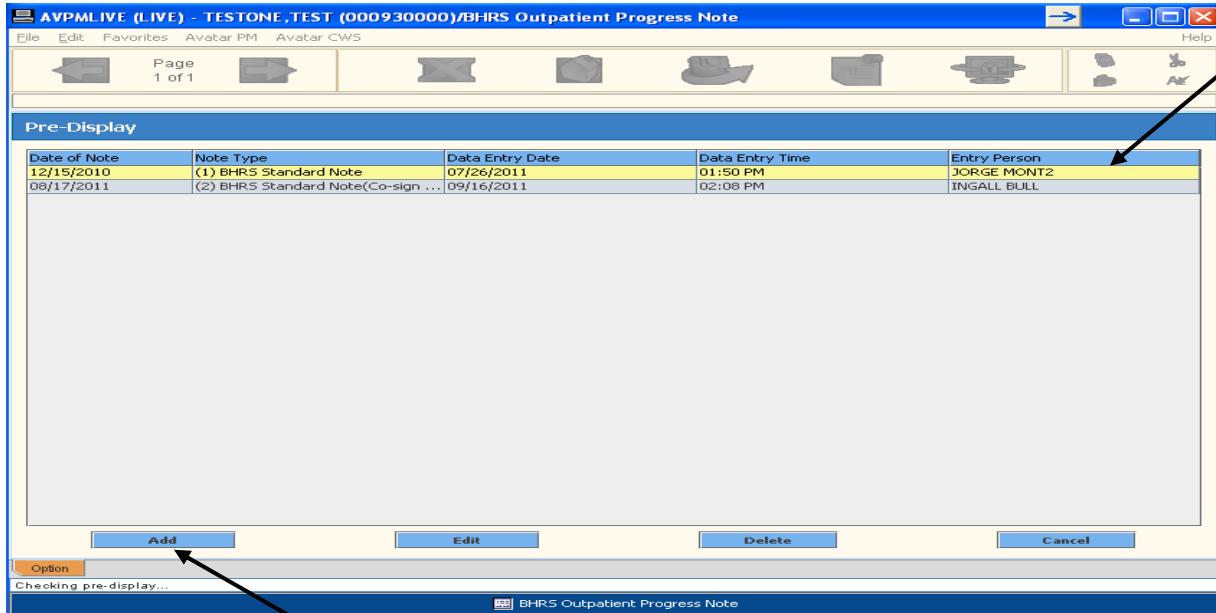 AVPMLIVE (LIVE) - TESTONE,TEST (000930000)/BHRS Outpatient Progress Note
File Edit Favorites Avatar PM Avatar CWS Help
Page
1 of 1
Pre-Display
Date of Note Note Type Data Entry Date Data Entry Time Entry Person
12/15/2010 (1) BHRS Standard Note 07/26/2011 01:50 PM JORGE MONT2
08/17/2011 (2) BHRS Standard Note(Co-sign ... 09/16/2011 02:08 PM INGALL BULL
Add Edit Delete Cancel
Option
Checking pre-display...
BHRS Outpatient Progress Note